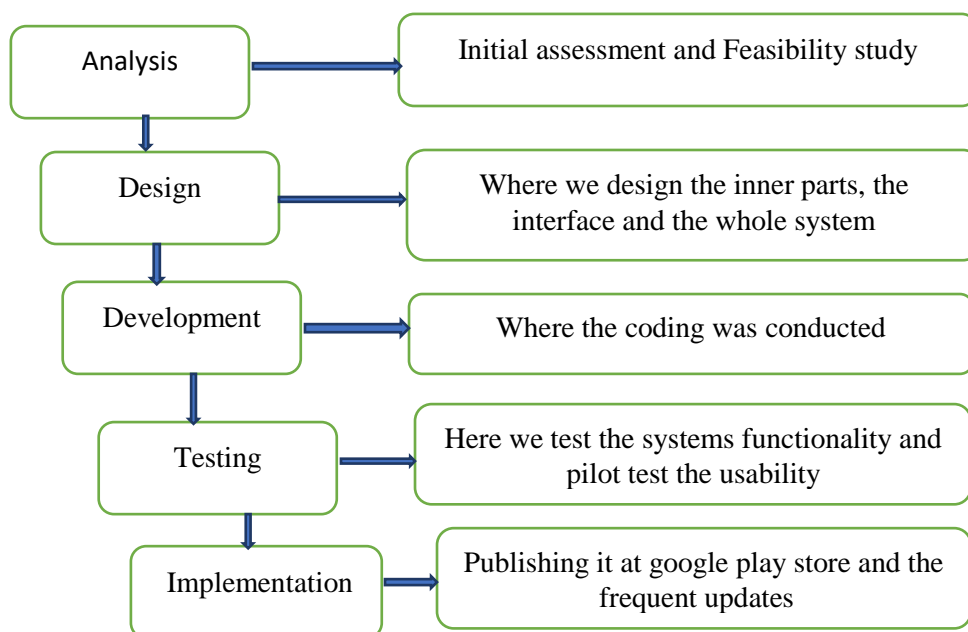 Analysis
Initial assessment and Feasibility study
Design
Where we design the inner parts, the
interface and the whole system
Development
Where the coding was conducted
Testing
Here we test the systems functionality and
pilot test the usability
Implementation
Publishing it at google play store and the
frequent updates